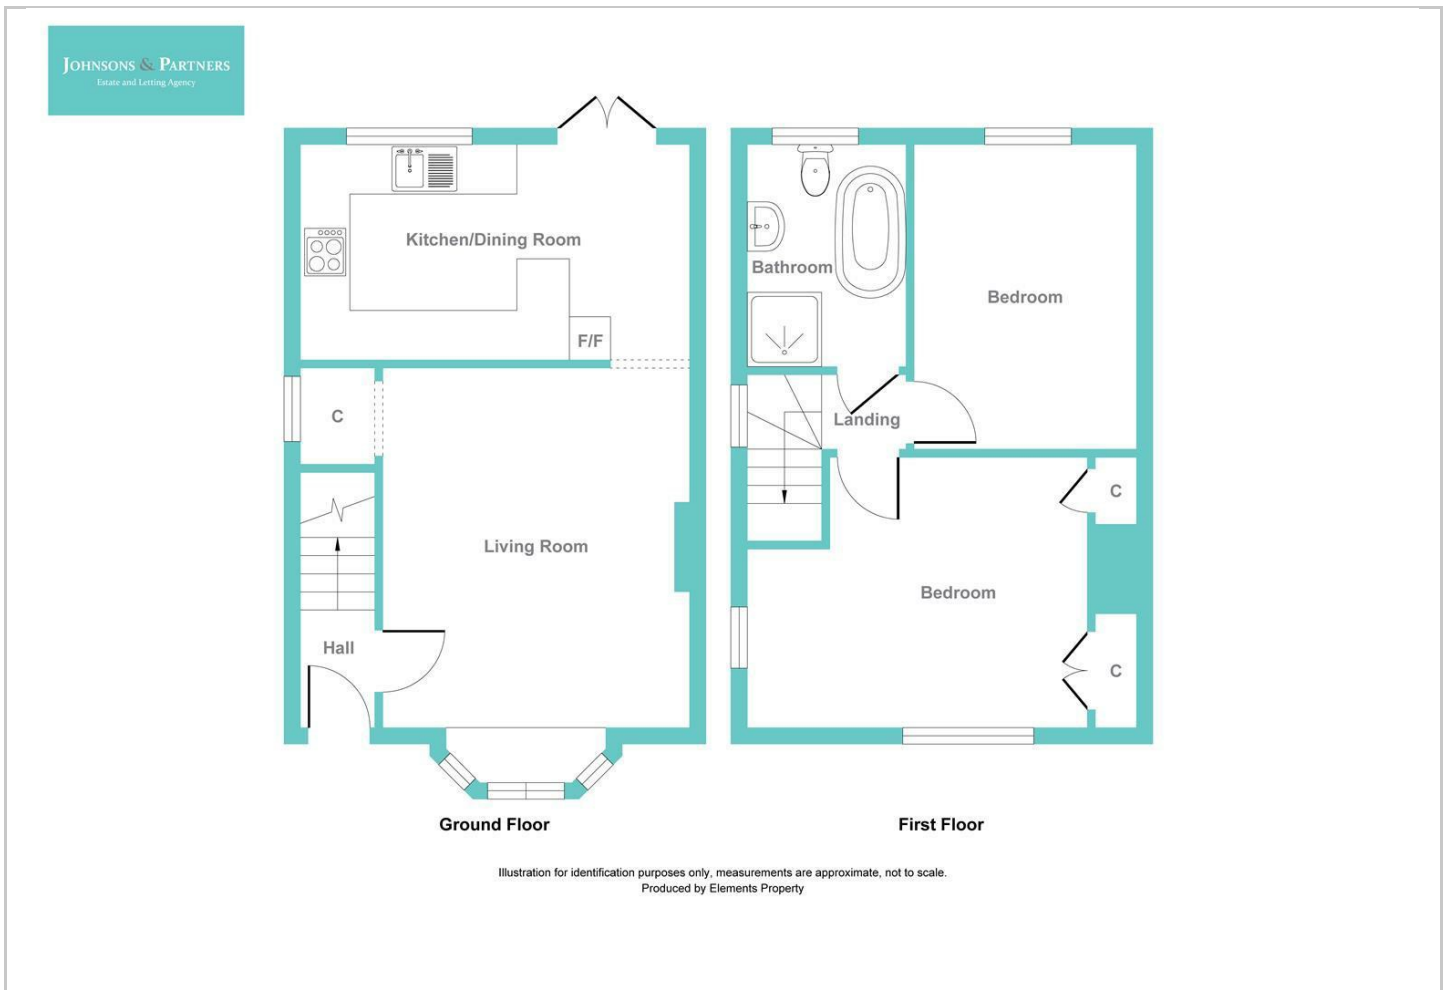 JOHNSONS & PARTNERS
Estate and Letting Agency
Kitchen/Dining Room
F/F
C
Living Room
Hall
Ground Floor
Bathroom
Bedroom
Landing
C
Bedroom
C
First Floor
Illustration for identification purposes only, measurements are approximate, not to scale.
Produced by Elements Property